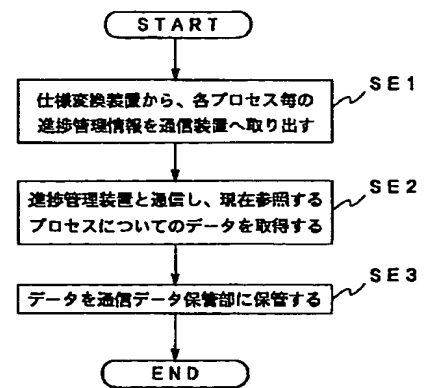 START
仕様変換装置から、各プロセス毎の
進捗管理情報を通信装置へ取り出す
SE1
進捗管理装置と通信し、現在参照する
プロセスについてのデータを取得する
SE2
データを通信データ保管部に保管する
SE3
END